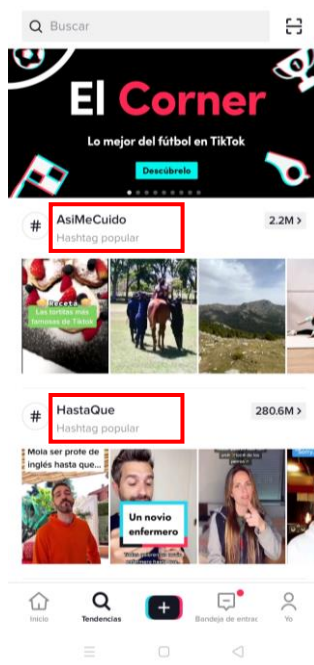 Buscar
El Corner
Lo mejor del fútbol en TikTok
Descúbrelo
# AsiMeCuido
2.2M >
Hashtag popular
Receta
Las tortitas más
famosas de Tiktok
# HastaQue
280.6M >
Hashtag popular
Mola ser profe de
inglés hasta que...
Un novio
enfermero
Inicio
Tendencias
Bandeja de entrac
Yo